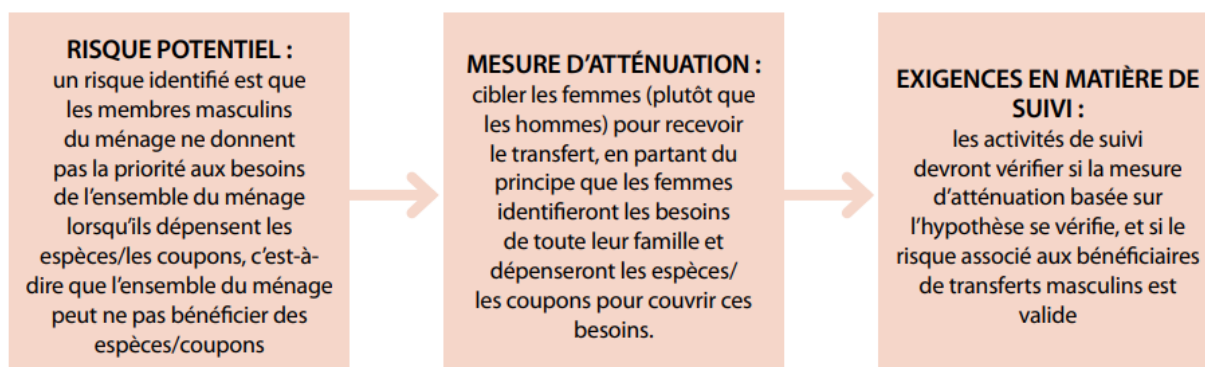 RISQUE POTENTIEL :
un risque identifié est que
les membres masculins
du ménage ne donnent
pas la priorité aux besoins
de l'ensemble du ménage
lorsqu'ils dépensent les
espèces/les coupons, c'est-à-
dire que l'ensemble du ménage
peut ne pas bénéficier des
espèces/coupons
MESURE D'ATTÉNUATION :
cibler les femmes (plutôt que
les hommes) pour recevoir
le transfert, en partant du
principe que les femmes
identifieront les besoins
de toute leur famille et
dépenseront les espèces/
les coupons pour couvrir ces
besoins.
EXIGENCES EN MATIÈRE DE
SUIVI :
les activités de suivi
devront vérifier si la mesure
d'atténuation basée sur
l'hypothèse se vérifie, et si le
risque associé aux bénéficiaires
de transferts masculins est
valide